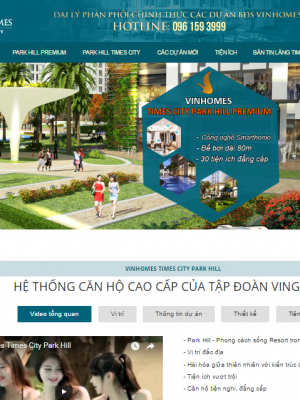 ĐẠI LÝ PHÂN PHỐI CHÍNH THỨC CÁC DỰ ÁN BĐS VINHOMES
HOTLINE: 096 159 3999
MES
PARK HILL PREMIUM PARK HILL TIMES CITY CÁC DỰ ÁN MỚI TIỆN ÍCH BẢN TIN LÀNG TIM
VINHOMES
TIMES CITY PARK HILL PREMIUM
- Công nghệ Smarthome
- Bể bơi dài 80m
- 30 tiện ích đẳng cấp
VINHOMES TIMES CITY PARK HILL
HỆ THỐNG CĂN HỘ CAO CẤP CỦA TẬP ĐOÀN VING
Video tổng quan Vị trí Thông tin dự án Thiết kế Tiện
s Times City Park Hill
- Park Hill - Phong cách sống Resort tron
- Vị trí đắc địa
- Hài hòa giữa thiên nhiên với kiến trúc c
- Tiện ích vượt trội
- Căn hộ tiện nghi, đẳng cấp